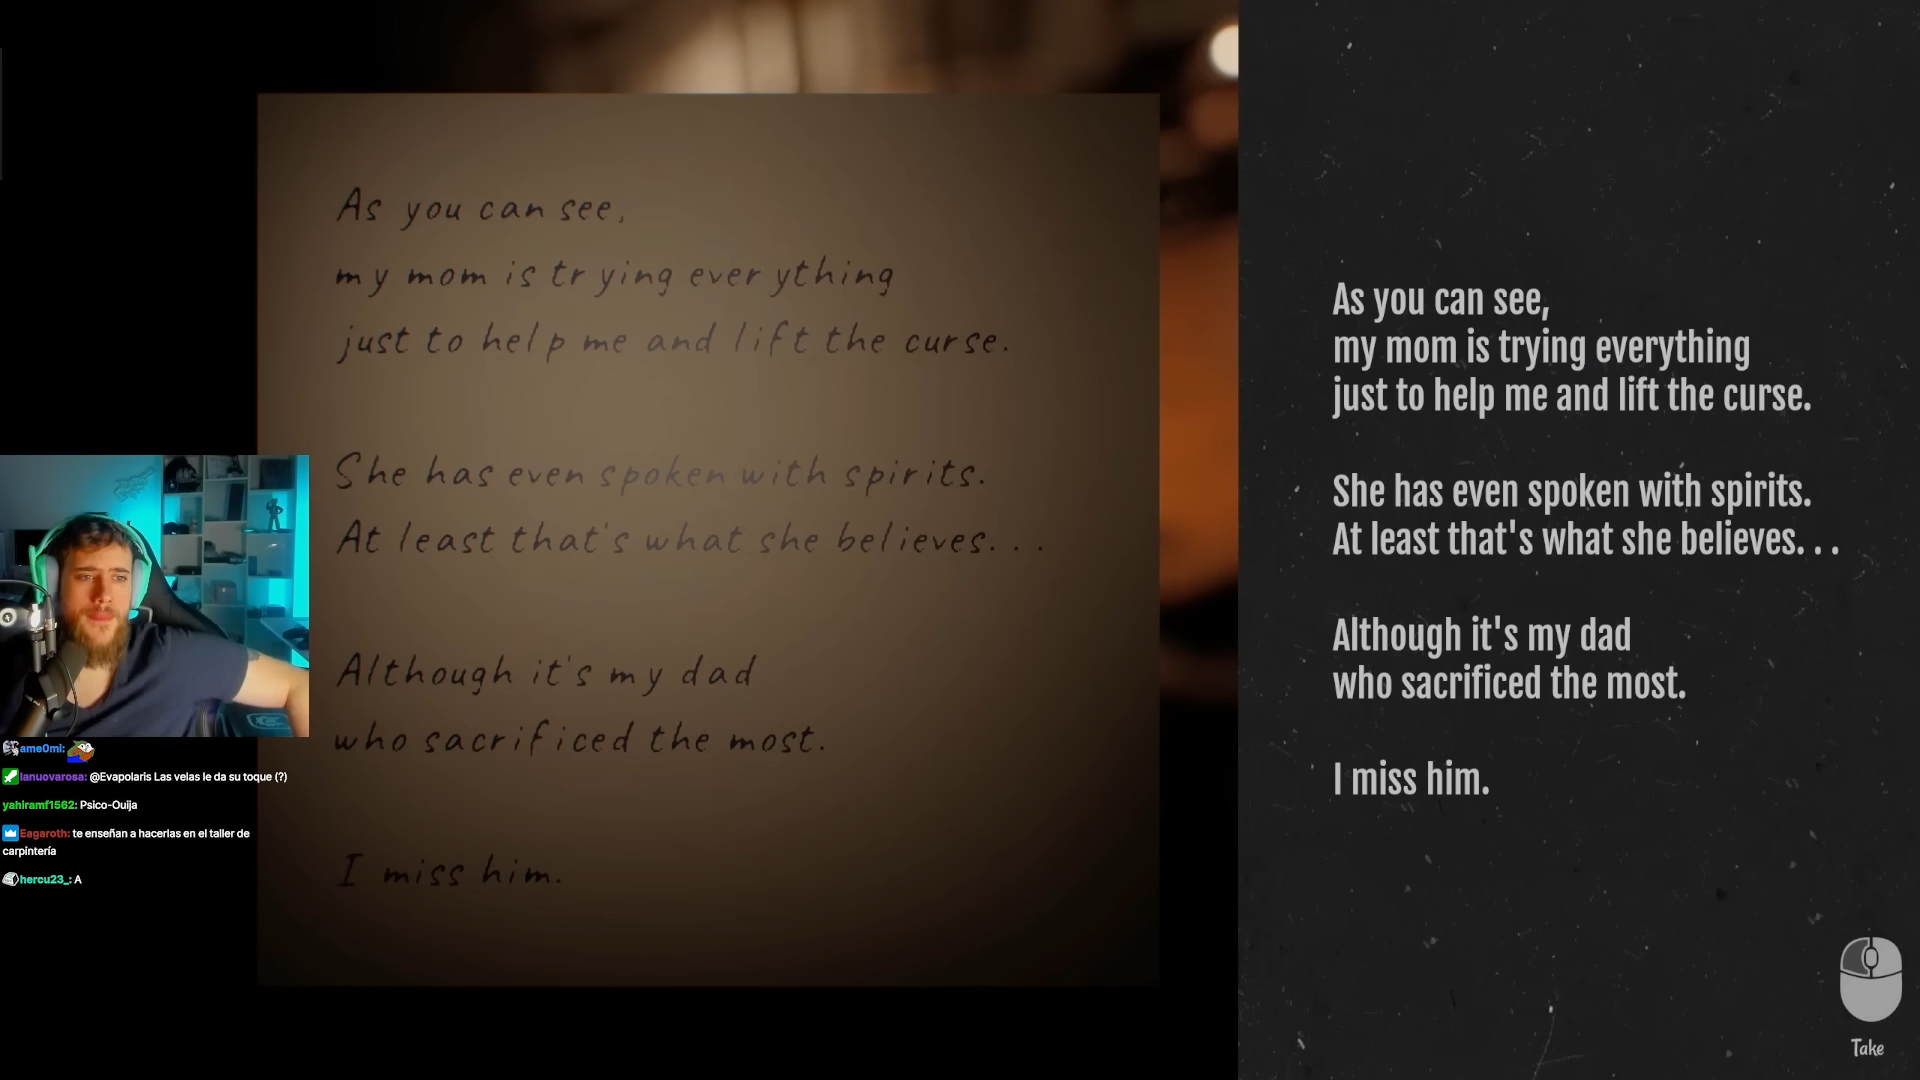 As you can see,
my mom is trying everything
just to help me and lift the curse.
She has even spoken with spirits.
At least that's what she believes. . .
Although it's my dad
who sacrificed the most.
I miss him.
As you can see,
my mom is trying everything
just to help me and lift the curse.
She has even spoken with spirits.
At least that's what she believes. . .
Although it's my dad
who sacrificed the most.
I miss him.
Take
ame0mi:
lanuovarosa: @Evapolaris Las velas le da su toque (?)
yahiramf1562: Psico-Ouija
Eagaroth: te enseñan a hacerlas en el taller de
carpintería
hercu23_: A